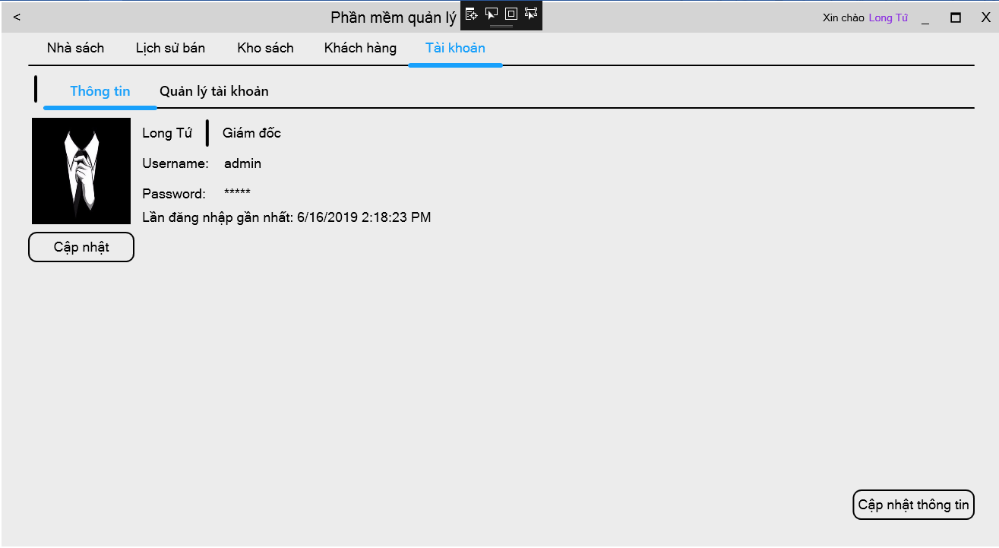 < Phần mềm quản lý Xin chào Long Tứ _ X
Nhà sách Lịch sử bán Kho sách Khách hàng Tài khoản
Thông tin Quản lý tài khoản
Long Tứ Giám đốc
Username: admin
Password: *****
Lần đăng nhập gần nhất: 6/16/2019 2:18:23 PM
Cập nhật
Cập nhật thông tin